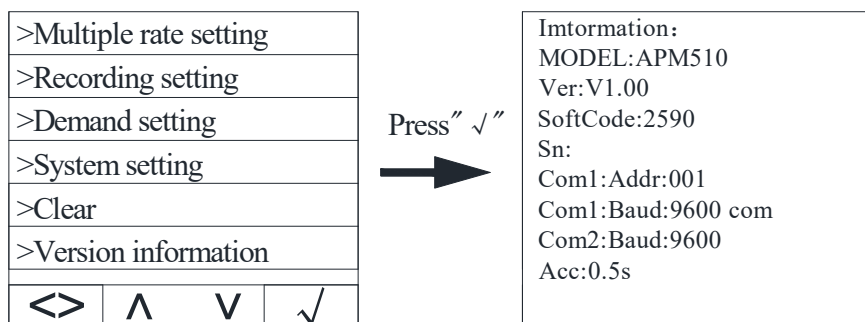 >Multiple rate setting
>Recording setting
>Demand setting
>System setting
>Clear
>Version information
<> ∧ ∨ √
Press″√″
Imtormation：
MODEL:APM510
Ver:V1.00
SoftCode:2590
Sn:
Com1:Addr:001
Com1:Baud:9600 com
Com2:Baud:9600
Acc:0.5s